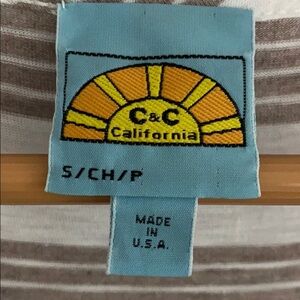 C&C
California
S/CH/P
MADE
IN
U.S.A.